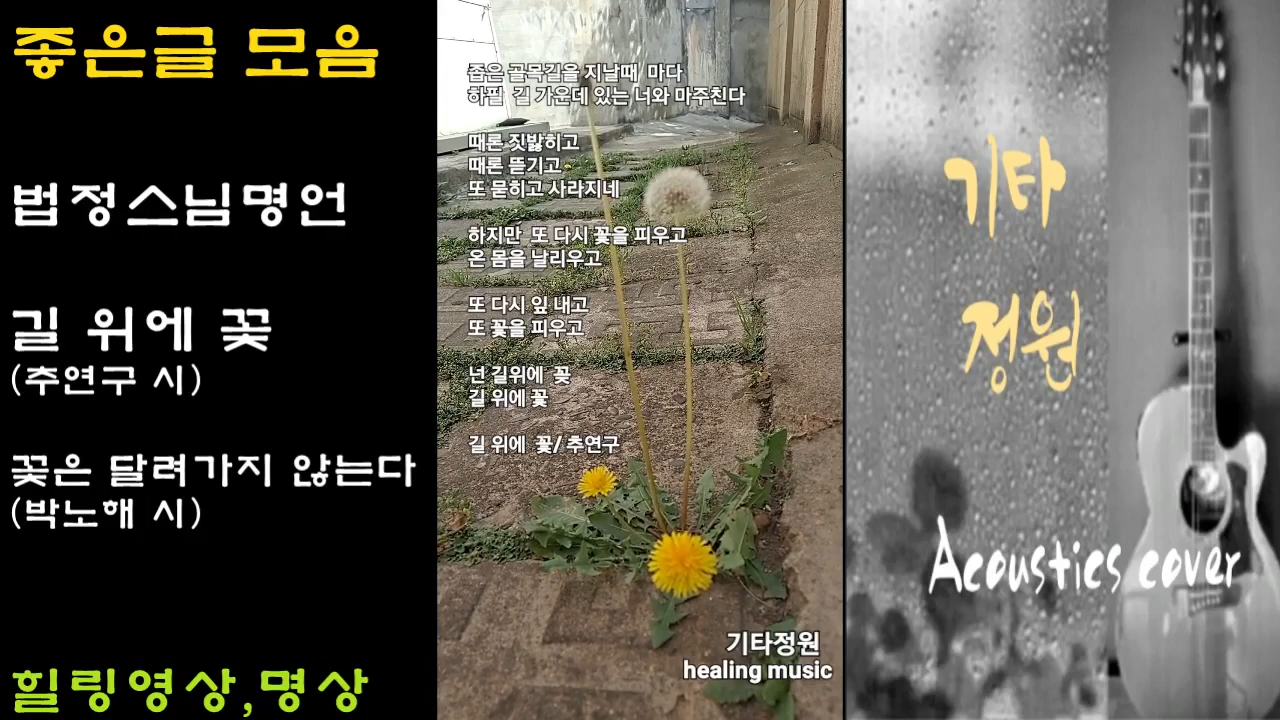 좋은글 모음
법정스님명언
길 위에 꽃
(추연구 시)
꽃은 달려가지 않는다
(박노해 시)
힐링영상,명상
좁은 골목길을 지날때 마다
하필 길 가운데 있는 너와 마주친다
때론 짓밟히고
때론 뜯기고
또 묻히고 사라지네
하지만 또 다시 꽃을 피우고
온 몸을 날리우고
또 다시 잎 내고
또 꽃을 피우고
넌 길위에 꽃
길 위에 꽃
길 위에 꽃/ 추연구
기타정원
healing music
기타
정원
Acoustics cover